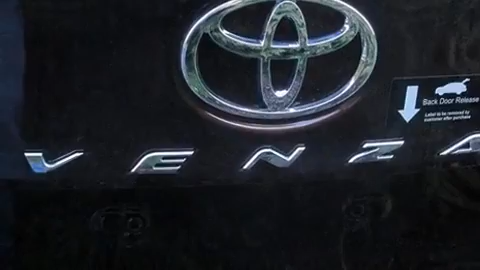 Back Door Release
Label to be removed by
customer after purchase
VENZA